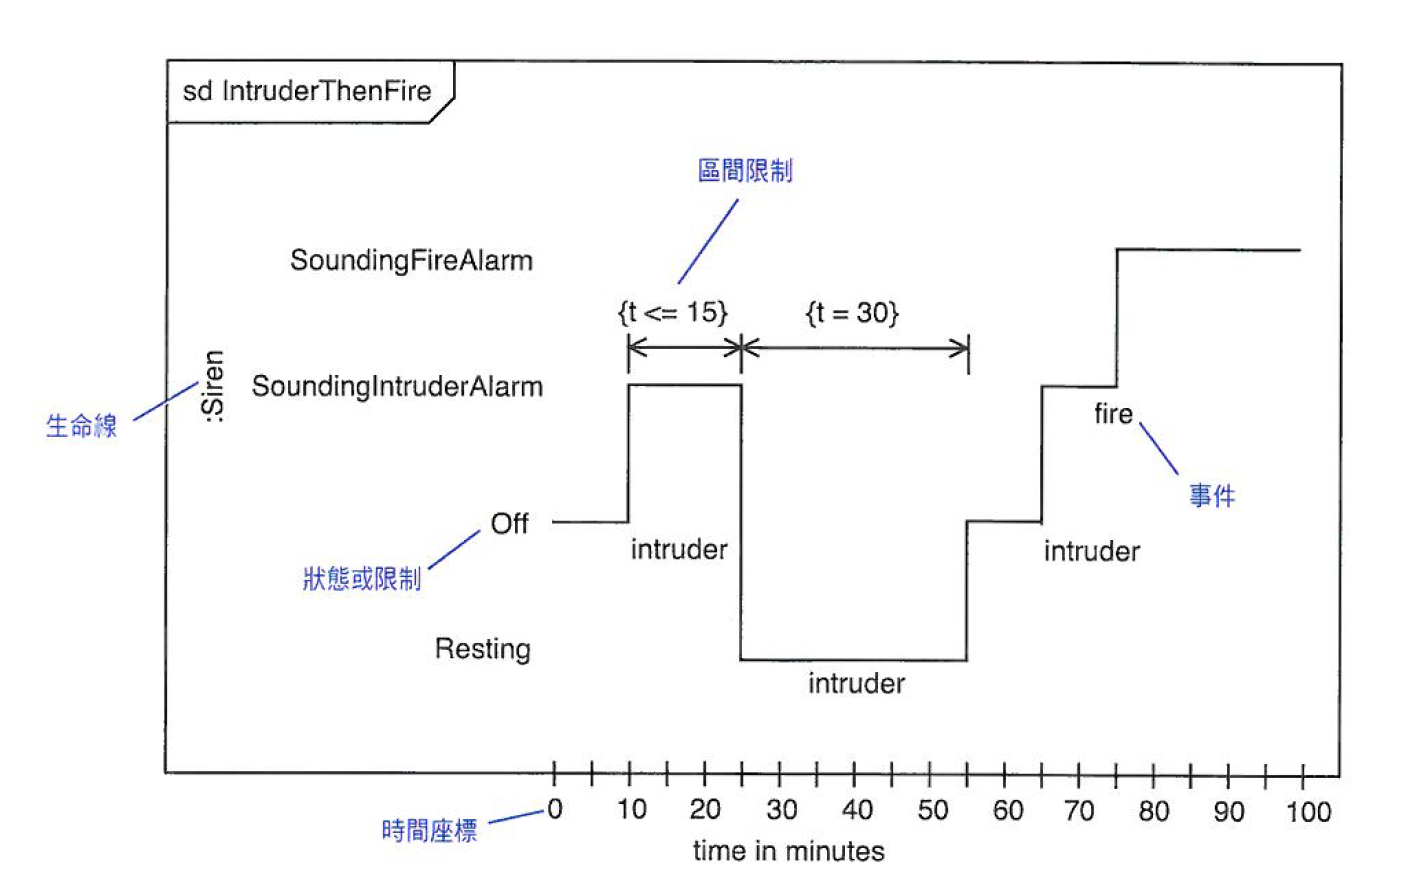 sd IntruderThenFire
區間限制
SoundingFireAlarm
{t <= 15}
{t = 30}
:Siren
SoundingIntruderAlarm
生命線
fire
事件
Off
intruder
intruder
狀態或限制
Resting
intruder
0 10 20 30 40 50 60 70 80 90 100
時間座標
time in minutes